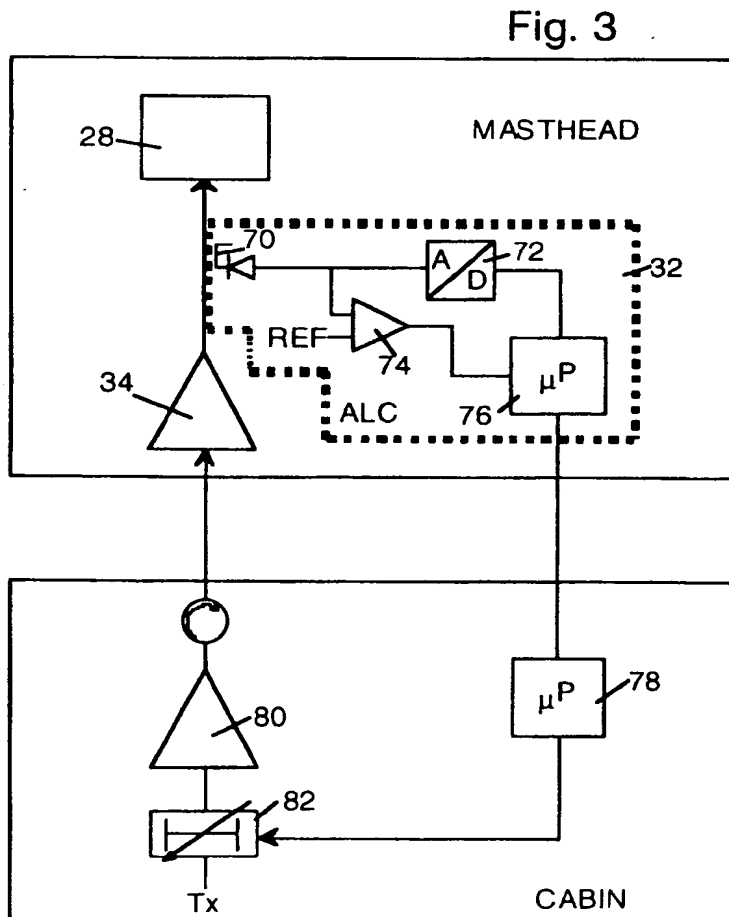 Fig. 3
28
MASTHEAD
70
A
D
72
32
REF
74
34
ALC
76
µP
80
µP
78
82
Tx
CABIN